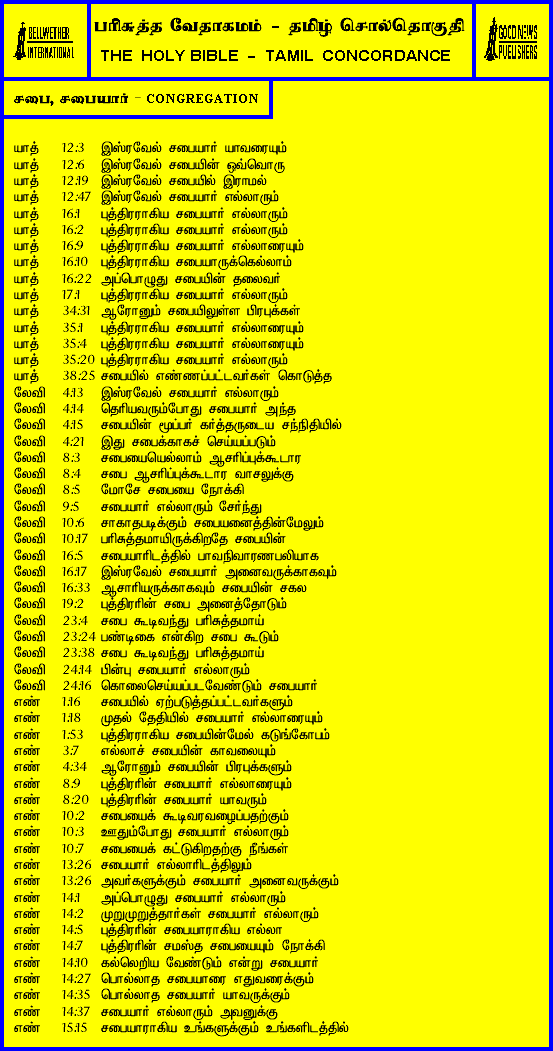 BELLWETHER
INTERNATIONAL
பரிசுத்த வேதாகமம் - தமிழ் சொல்தொகுதி
THE HOLY BIBLE - TAMIL CONCORDANCE
GOOD NEWS
PUBLISHERS
சபை, சபையார் - CONGREGATION
யாத் 12:3 இஸ்ரவேல் சபையார் யாவரையும்
யாத் 12:6 இஸ்ரவேல் சபையின் ஒவ்வொரு
யாத் 12:19 இஸ்ரவேல் சபையில் இராமல்
யாத் 12:47 இஸ்ரவேல் சபையார் எல்லாரும்
யாத் 16:1 புத்திரராகிய சபையார் எல்லாரும்
யாத் 16:2 புத்திரராகிய சபையார் எல்லாரும்
யாத் 16:9 புத்திரராகிய சபையார் எல்லாரையும்
யாத் 16:10 புத்திரராகிய சபையாருக்கெல்லாம்
யாத் 16:22 அப்பொழுது சபையின் தலைவர்
யாத் 17:1 புத்திரராகிய சபையார் எல்லாரும்
யாத் 34:31 ஆரோனும் சபையிலுள்ள பிரபுக்கள்
யாத் 35:1 புத்திரராகிய சபையார் எல்லாரையும்
யாத் 35:4 புத்திரராகிய சபையார் எல்லாரையும்
யாத் 35:20 புத்திரராகிய சபையார் எல்லாரும்
யாத் 38:25 சபையில் எண்ணப்பட்டவர்கள் கொடுத்த
லேவி 4:13 இஸ்ரவேல் சபையார் எல்லாரும்
லேவி 4:14 தெரியவரும்போது சபையார் அந்த
லேவி 4:15 சபையின் மூப்பர் கர்த்தருடைய சந்நிதியில்
லேவி 4:21 இது சபைக்காகச் செய்யப்படும்
லேவி 8:3 சபையையெல்லாம் ஆசரிப்புக்கூடார
லேவி 8:4 சபை ஆசரிப்புக்கூடார வாசலுக்கு
லேவி 8:5 மோசே சபையை நோக்கி
லேவி 9:5 சபையார் எல்லாரும் சேர்ந்து
லேவி 10:6 சாகாதபடிக்கும் சபையனைத்தின்மேலும்
லேவி 10:17 பரிசுத்தமாயிருக்கிறதே சபையின்
லேவி 16:5 சபையாரிடத்தில் பாவநிவாரணபலியாக
லேவி 16:17 இஸ்ரவேல் சபையார் அனைவருக்காகவும்
லேவி 16:33 ஆசாரியருக்காகவும் சபையின் சகல
லேவி 19:2 புத்திரரின் சபை அனைத்தோடும்
லேவி 23:4 சபை கூடிவந்து பரிசுத்தமாய்
லேவி 23:24 பண்டிகை என்கிற சபை கூடும்
லேவி 23:38 சபை கூடிவந்து பரிசுத்தமாய்
லேவி 24:14 பின்பு சபையார் எல்லாரும்
லேவி 24:16 கொலைசெய்யப்படவேண்டும் சபையார்
எண் 1:16 சபையில் ஏற்படுத்தப்பட்டவர்களும்
எண் 1:18 முதல் தேதியில் சபையார் எல்லாரையும்
எண் 1:53 புத்திரராகிய சபையின்மேல் கடுங்கோபம்
எண் 3:7 எல்லாச் சபையின் காவலையும்
எண் 4:34 ஆரோனும் சபையின் பிரபுக்களும்
எண் 8:9 புத்திரரின் சபையார் எல்லாரையும்
எண் 8:20 புத்திரரின் சபையார் யாவரும்
எண் 10:2 சபையைக் கூடிவரவழைப்பதற்கும்
எண் 10:3 ஊதும்போது சபையார் எல்லாரும்
எண் 10:7 சபையைக் கூட்டுகிறதற்கு நீங்கள்
எண் 13:26 சபையார் எல்லாரிடத்திலும்
எண் 13:26 அவர்களுக்கும் சபையார் அனைவருக்கும்
எண் 14:1 அப்பொழுது சபையார் எல்லாரும்
எண் 14:2 முறுமுறுத்தார்கள் சபையார் எல்லாரும்
எண் 14:5 புத்திரரின் சபையாராகிய எல்லா
எண் 14:7 புத்திரரின் சமஸ்த சபையையும் நோக்கி
எண் 14:10 கல்லெறிய வேண்டும் என்று சபையார்
எண் 14:27 பொல்லாத சபையாரை எதுவரைக்கும்
எண் 14:35 பொல்லாத சபையார் யாவருக்கும்
எண் 14:37 சபையார் எல்லாரும் அவனுக்கு
எண் 15:15 சபையாராகிய உங்களுக்கும் உங்களிடத்தில்